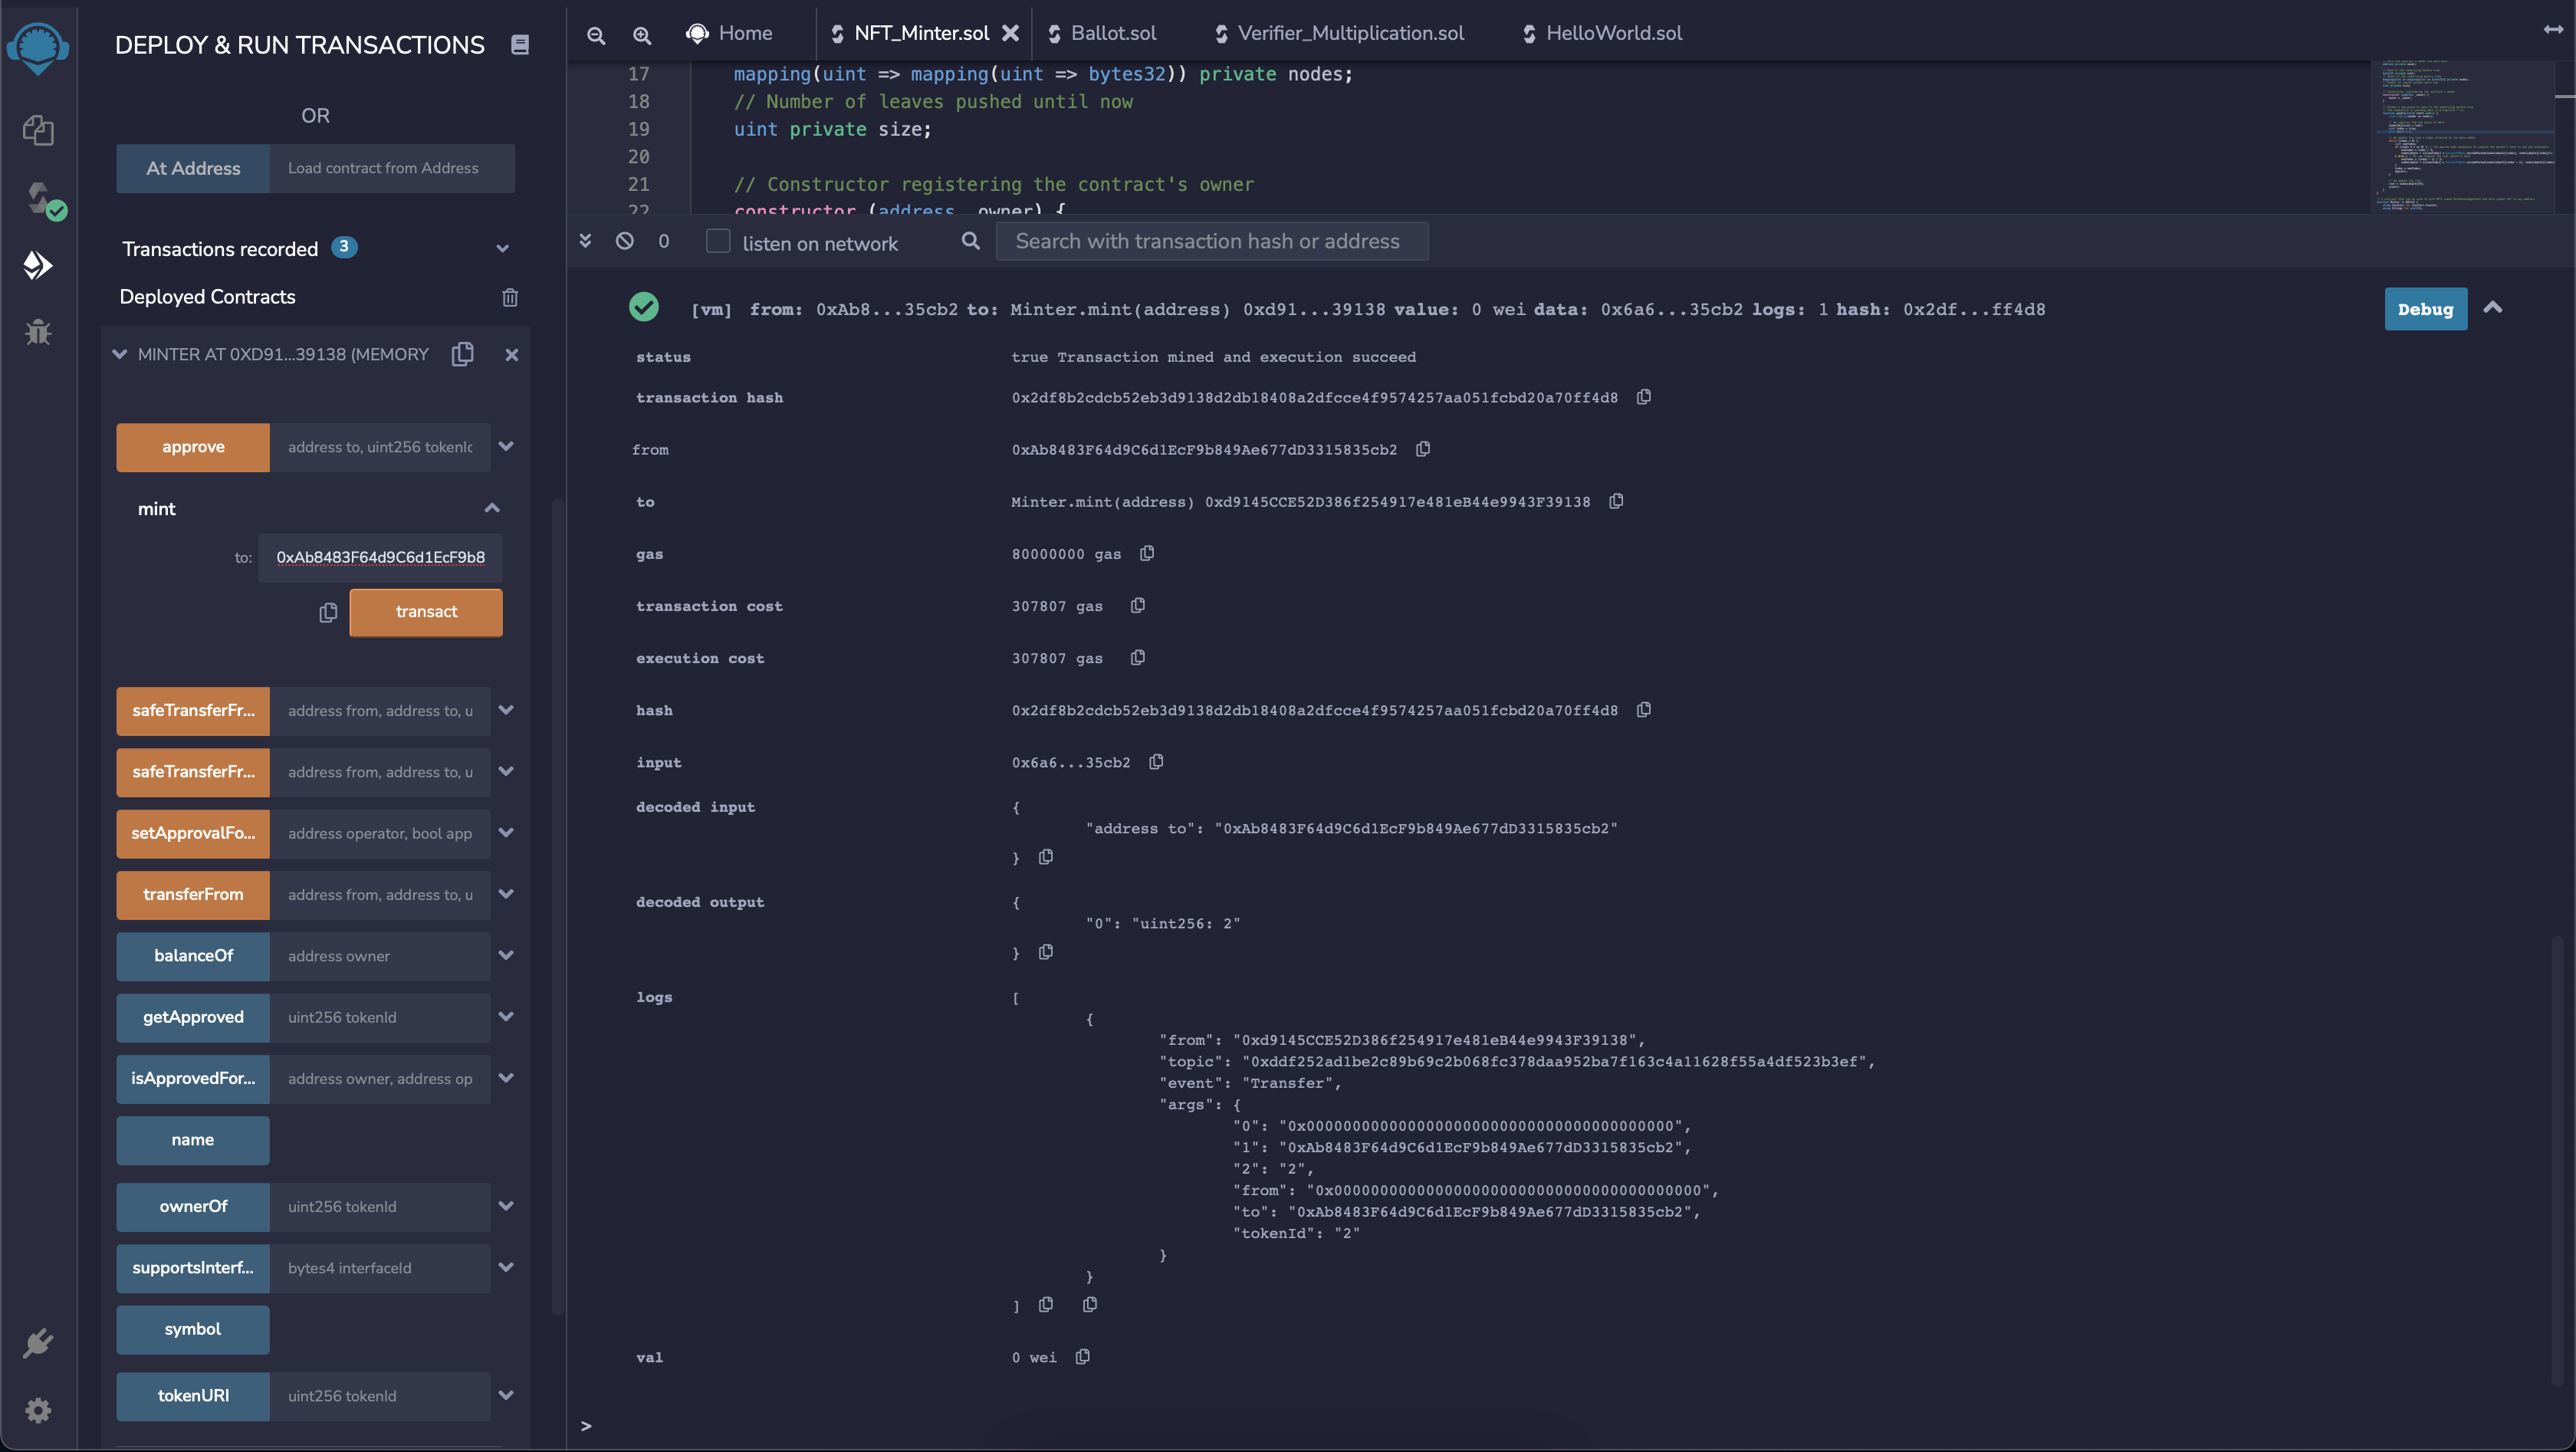 DEPLOY & RUN TRANSACTIONS
OR
At Address
Load contract from Address
Transactions recorded 3
Deployed Contracts
MINTER AT 0XD91...39138 (MEMORY
approve
address to, uint256 tokenI
mint
to: 0xAb8483F64d9C6d1EcF9b8
transact
safeTransferFr...
address from, address to, u
safeTransferFr...
address from, address to, u
setApprovalFo...
address operator, bool app
transferFrom
address from, address to, u
balanceOf
address owner
getApproved
uint256 tokenId
isApprovedFor...
address owner, address op
name
ownerOf
uint256 tokenId
supportsInterf...
bytes4 interfaceId
symbol
tokenURI
uint256 tokenId
Home
NFT_Minter.sol
Ballot.sol
Verifier_Multiplication.sol
HelloWorld.sol
17 mapping(uint => mapping(uint => bytes32)) private nodes;
18 // Number of leaves pushed until now
19 uint private size;
20
21 // Constructor registering the contract's owner
22 constructor (address _owner) {
0
listen on network
Search with transaction hash or address
[vm] from: 0xAb8...35cb2 to: Minter.mint(address) 0xd91...39138 value: 0 wei data: 0x6a6...35cb2 logs: 1 hash: 0x2df...ff4d8
Debug
status true Transaction mined and execution succeed
transaction hash 0x2df8b2cdcb52eb3d9138d2db18408a2dfcce4f9574257aa051fcbd20a70ff4d8
from 0xAb8483F64d9C6d1EcF9b849Ae677dD3315835cb2
to Minter.mint(address) 0xd9145CCE52D386f254917e481eB44e9943F39138
gas 80000000 gas
transaction cost 307807 gas
execution cost 307807 gas
hash 0x2df8b2cdcb52eb3d9138d2db18408a2dfcce4f9574257aa051fcbd20a70ff4d8
input 0x6a6...35cb2
decoded input {
"address to": "0xAb8483F64d9C6d1EcF9b849Ae677dD3315835cb2"
}
decoded output {
"0": "uint256: 2"
}
logs [
{
"from": "0xd9145CCE52D386f254917e481eB44e9943F39138",
"topic": "0xddf252ad1be2c89b69c2b068fc378daa952ba7f163c4a11628f55a4df523b3ef",
"event": "Transfer",
"args": {
"0": "0x0000000000000000000000000000000000000000",
"1": "0xAb8483F64d9C6d1EcF9b849Ae677dD3315835cb2",
"2": "2",
"from": "0x0000000000000000000000000000000000000000",
"to": "0xAb8483F64d9C6d1EcF9b849Ae677dD3315835cb2",
"tokenId": "2"
}
}
]
val 0 wei
>